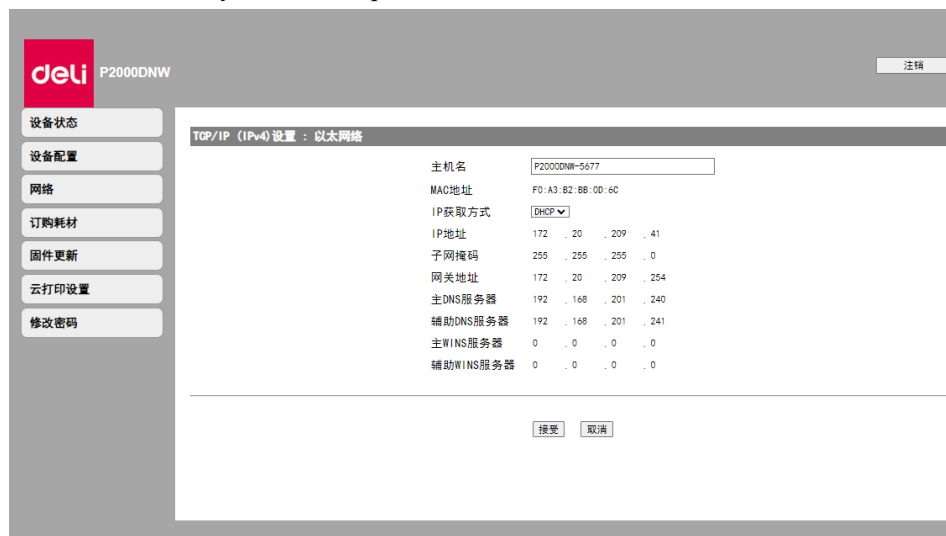 deli P2000DNW
注销
设备状态
设备配置
网络
订购耗材
固件更新
云打印设置
修改密码
TCP/IP (IPv4)设置 : 以太网络
主机名 P2000DNW-5677
MAC地址 F0:A3:B2:BB:0D:6C
IP获取方式 DHCP
IP地址 172 . 20 . 209 . 41
子网掩码 255 . 255 . 255 . 0
网关地址 172 . 20 . 209 . 254
主DNS服务器 192 . 168 . 201 . 240
辅助DNS服务器 192 . 168 . 201 . 241
主WINS服务器 0 . 0 . 0 . 0
辅助WINS服务器 0 . 0 . 0 . 0
接受 取消